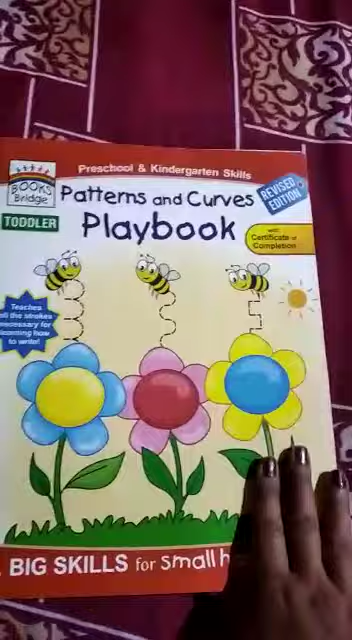 Preschool & Kindergarten Skills
BOOKS
Bridge
Patterns and Curves
REVISED
EDITION
TODDLER
Playbook
with
Certificate of
Completion
Teaches
all the strokes
necessary for
learning how
to write!
BIG SKILLS for small